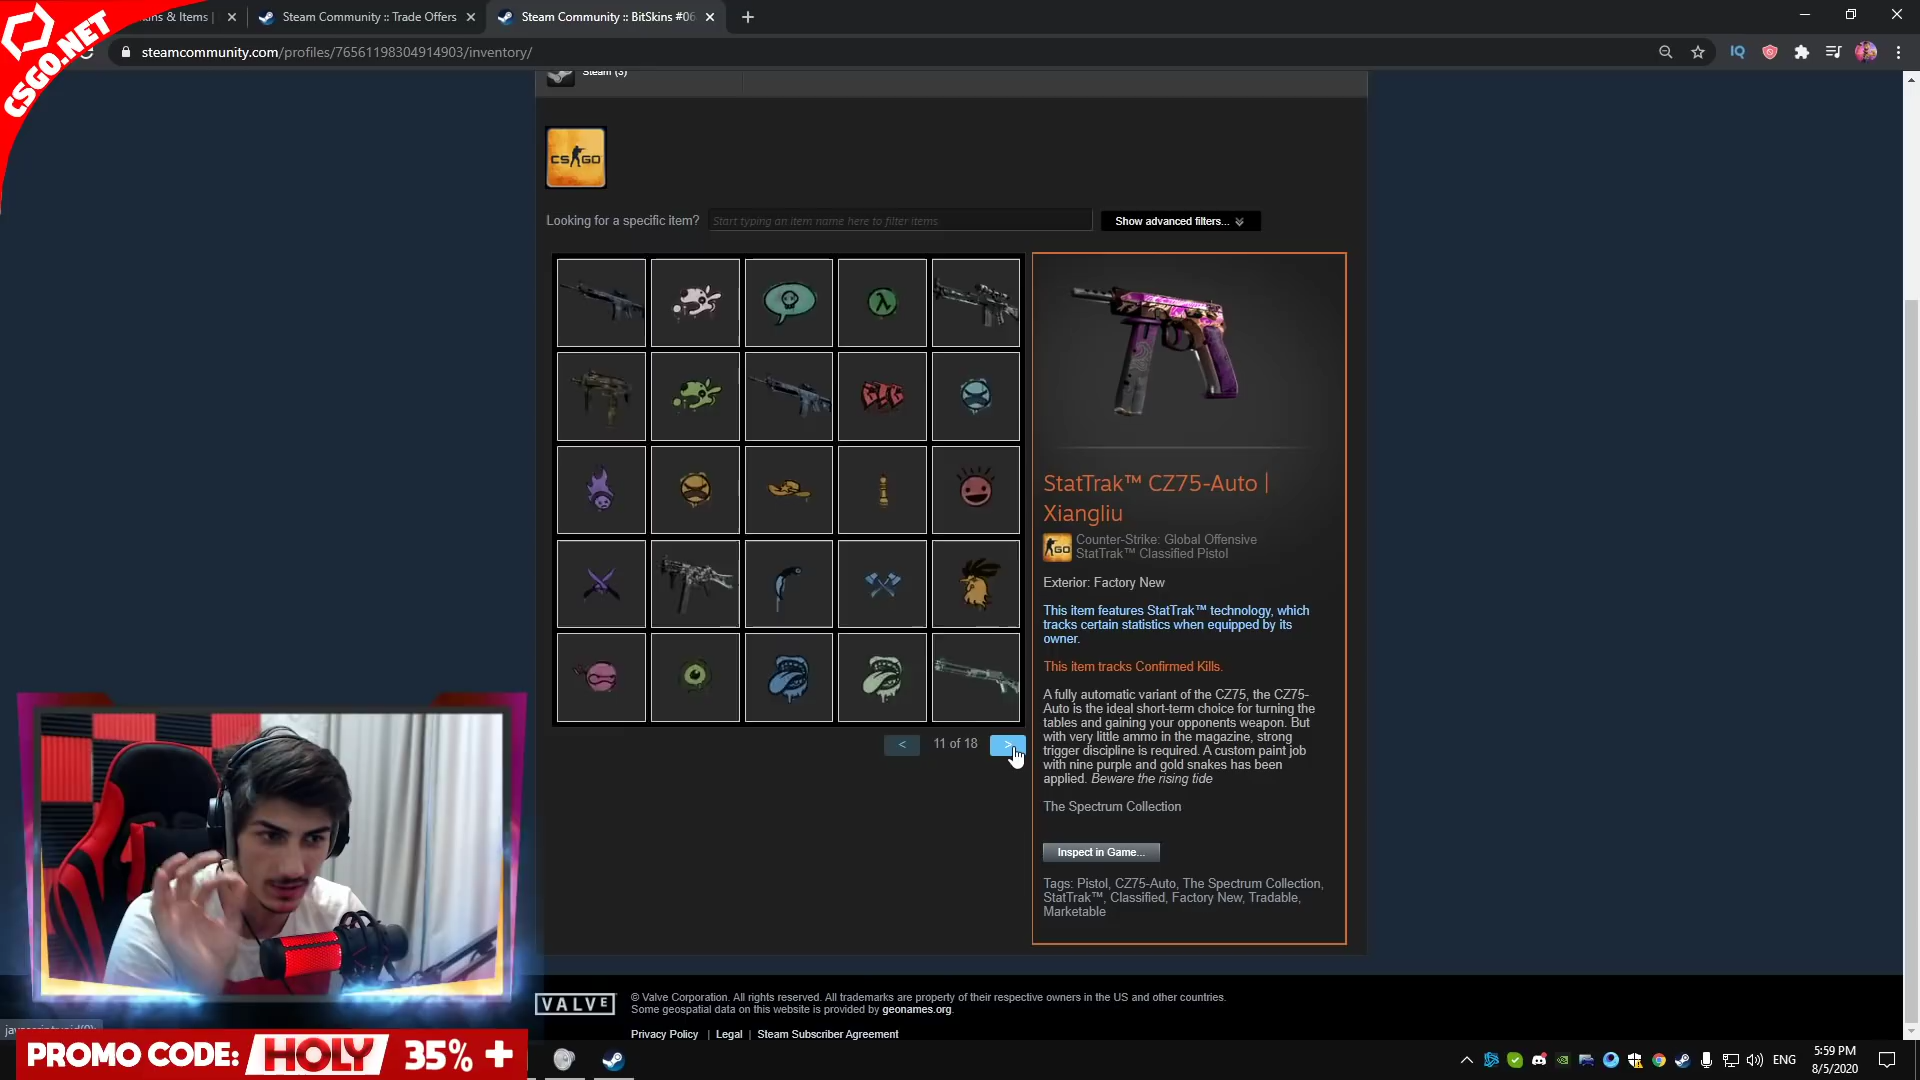 CSGO.NET
ins & Items |
Steam Community :: Trade Offers
Steam Community :: BitSkins #06
steamcommunity.com/profiles/76561198304914903/inventory/
Steam (3)
CS GO
Looking for a specific item?
Start typing an item name here to filter items
Show advanced filters...
BIG
< 11 of 18 >
StatTrak™ CZ75-Auto |
Xiangliu
Counter-Strike: Global Offensive
StatTrak™ Classified Pistol
Exterior: Factory New
This item features StatTrak™ technology, which
tracks certain statistics when equipped by its
owner.
This item tracks Confirmed Kills.
A fully automatic variant of the CZ75, the CZ75-
Auto is the ideal short-term choice for turning the
tables and gaining your opponents weapon. But
with very little ammo in the magazine, strong
trigger discipline is required. A custom paint job
with nine purple and gold snakes has been
applied. Beware the rising tide
The Spectrum Collection
Inspect in Game...
Tags: Pistol, CZ75-Auto, The Spectrum Collection,
StatTrak™, Classified, Factory New, Tradable,
Marketable
VALVE
© Valve Corporation. All rights reserved. All trademarks are property of their respective owners in the US and other countries.
Some geospatial data on this website is provided by geonames.org.
Privacy Policy | Legal | Steam Subscriber Agreement
PROMO CODE: HOLY 35% +
ENG
5:59 PM
8/5/2020